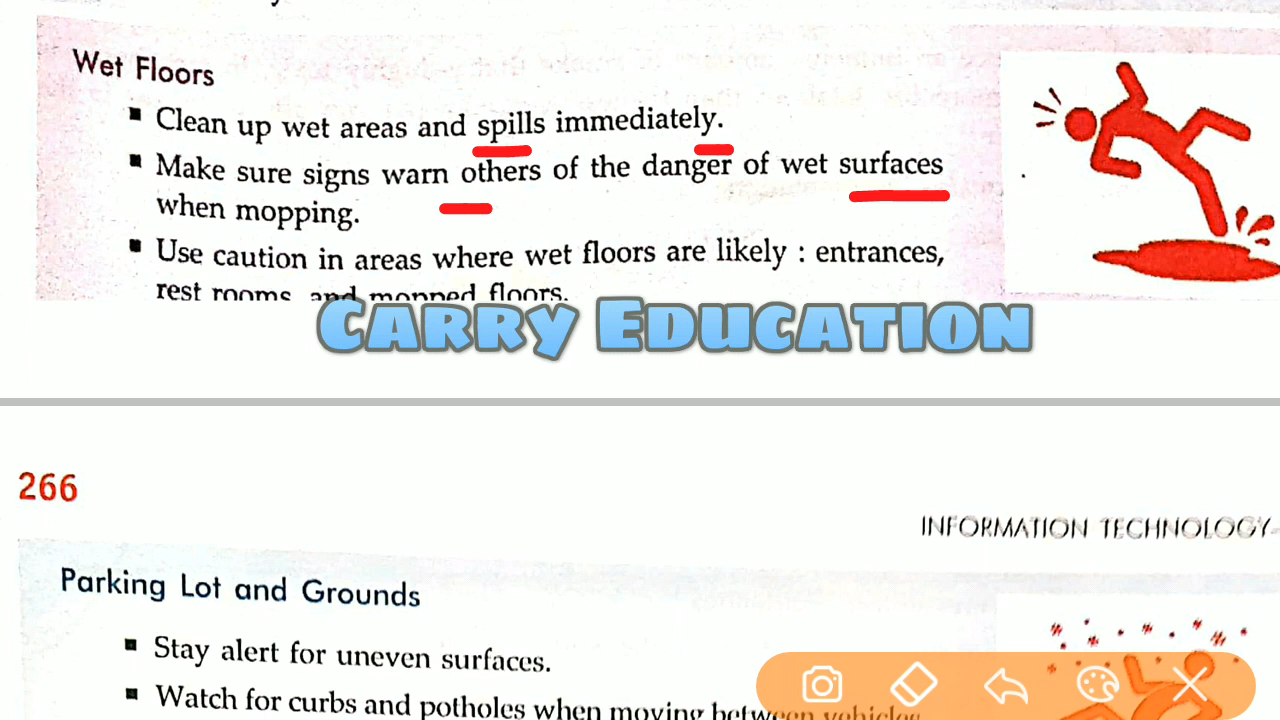 Wet Floors
▪ Clean up wet areas and spills immediately.
▪ Make sure signs warn others of the danger of wet surfaces
when mopping.
▪ Use caution in areas where wet floors are likely : entrances,
rest rooms and mopped floors.
CARRY EDUCATION
266
INFORMATION TECHNOLOGY-
Parking Lot and Grounds
▪ Stay alert for uneven surfaces.
▪ Watch for curbs and potholes when moving between vehicles